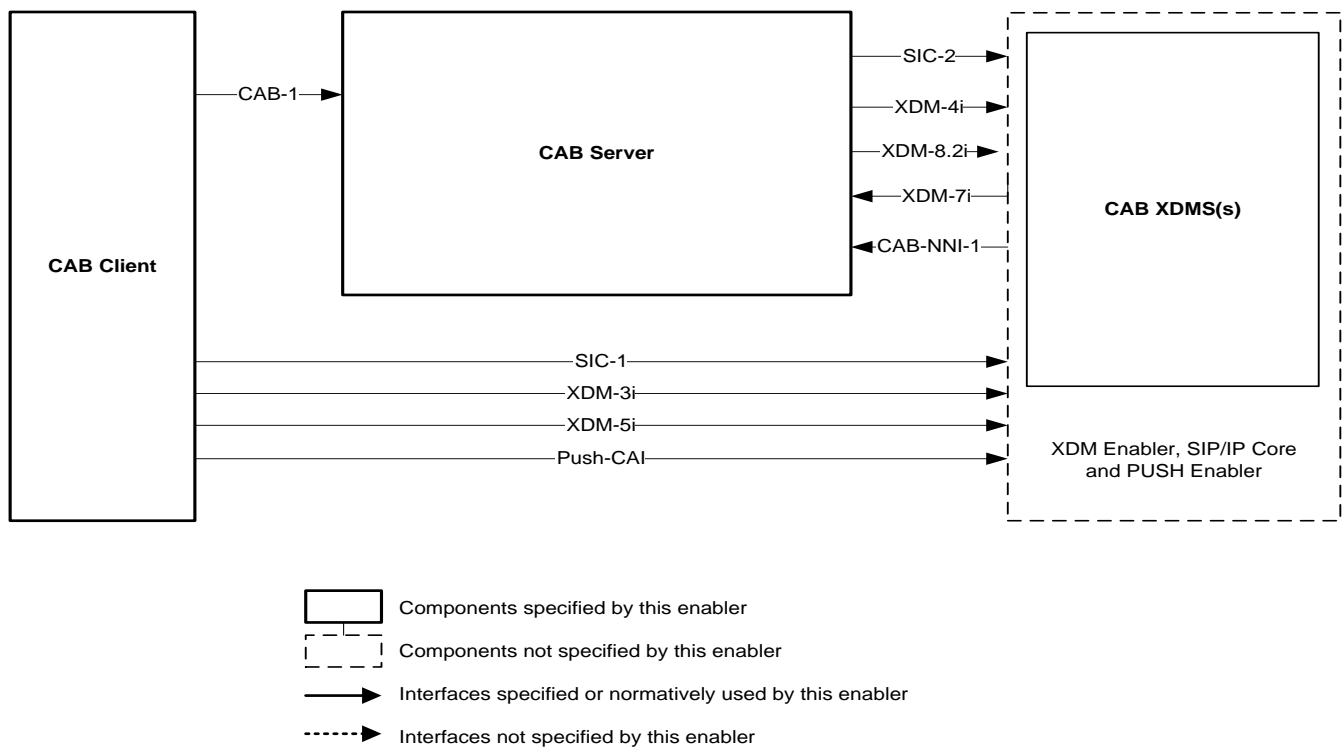 SIC-2
CAB-1
XDM-4i
CAB Server
XDM-8.2i
XDM-7i
CAB XDMS(s)
CAB-NNI-1
CAB Client
SIC-1
XDM-3i
XDM-5i
Push-CAI
XDM Enabler, SIP/IP Core
and PUSH Enabler
Components specified by this enabler
Components not specified by this enabler
Interfaces specified or normatively used by this enabler
Interfaces not specified by this enabler